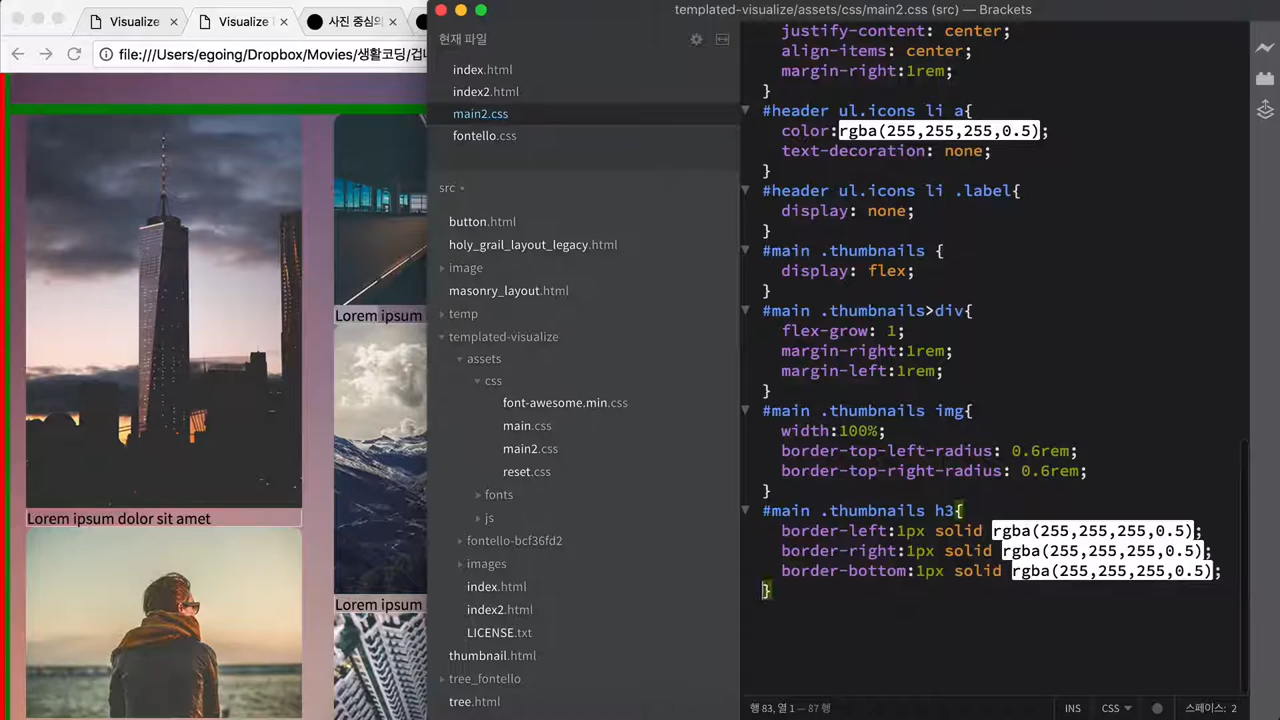 Visualize
Visualize
사진 중심의
file:///Users/egoing/Dropbox/Movies/생활코딩/겁니
Lorem ipsum dolor sit amet
Lorem ipsum
Lorem ipsum
templated-visualize/assets/css/main2.css (src) — Brackets
현재 파일
index.html
index2.html
main2.css
fontello.css
src
button.html
holy_grail_layout_legacy.html
image
masonry_layout.html
temp
templated-visualize
assets
css
font-awesome.min.css
main.css
main2.css
reset.css
fonts
js
fontello-bcf36fd2
images
index.html
index2.html
LICENSE.txt
thumbnail.html
tree_fontello
tree.html
justify-content: center;
align-items: center;
margin-right:1rem;
}
#header ul.icons li a{
color:rgba(255,255,255,0.5);
text-decoration: none;
}
#header ul.icons li .label{
display: none;
}
#main .thumbnails {
display: flex;
}
#main .thumbnails>div{
flex-grow: 1;
margin-right:1rem;
margin-left:1rem;
}
#main .thumbnails img{
width:100%;
border-top-left-radius: 0.6rem;
border-top-right-radius: 0.6rem;
}
#main .thumbnails h3{
border-left:1px solid rgba(255,255,255,0.5);
border-right:1px solid rgba(255,255,255,0.5);
border-bottom:1px solid rgba(255,255,255,0.5);
}
행 83, 열 1 — 87 행
INS
CSS
스페이스: 2